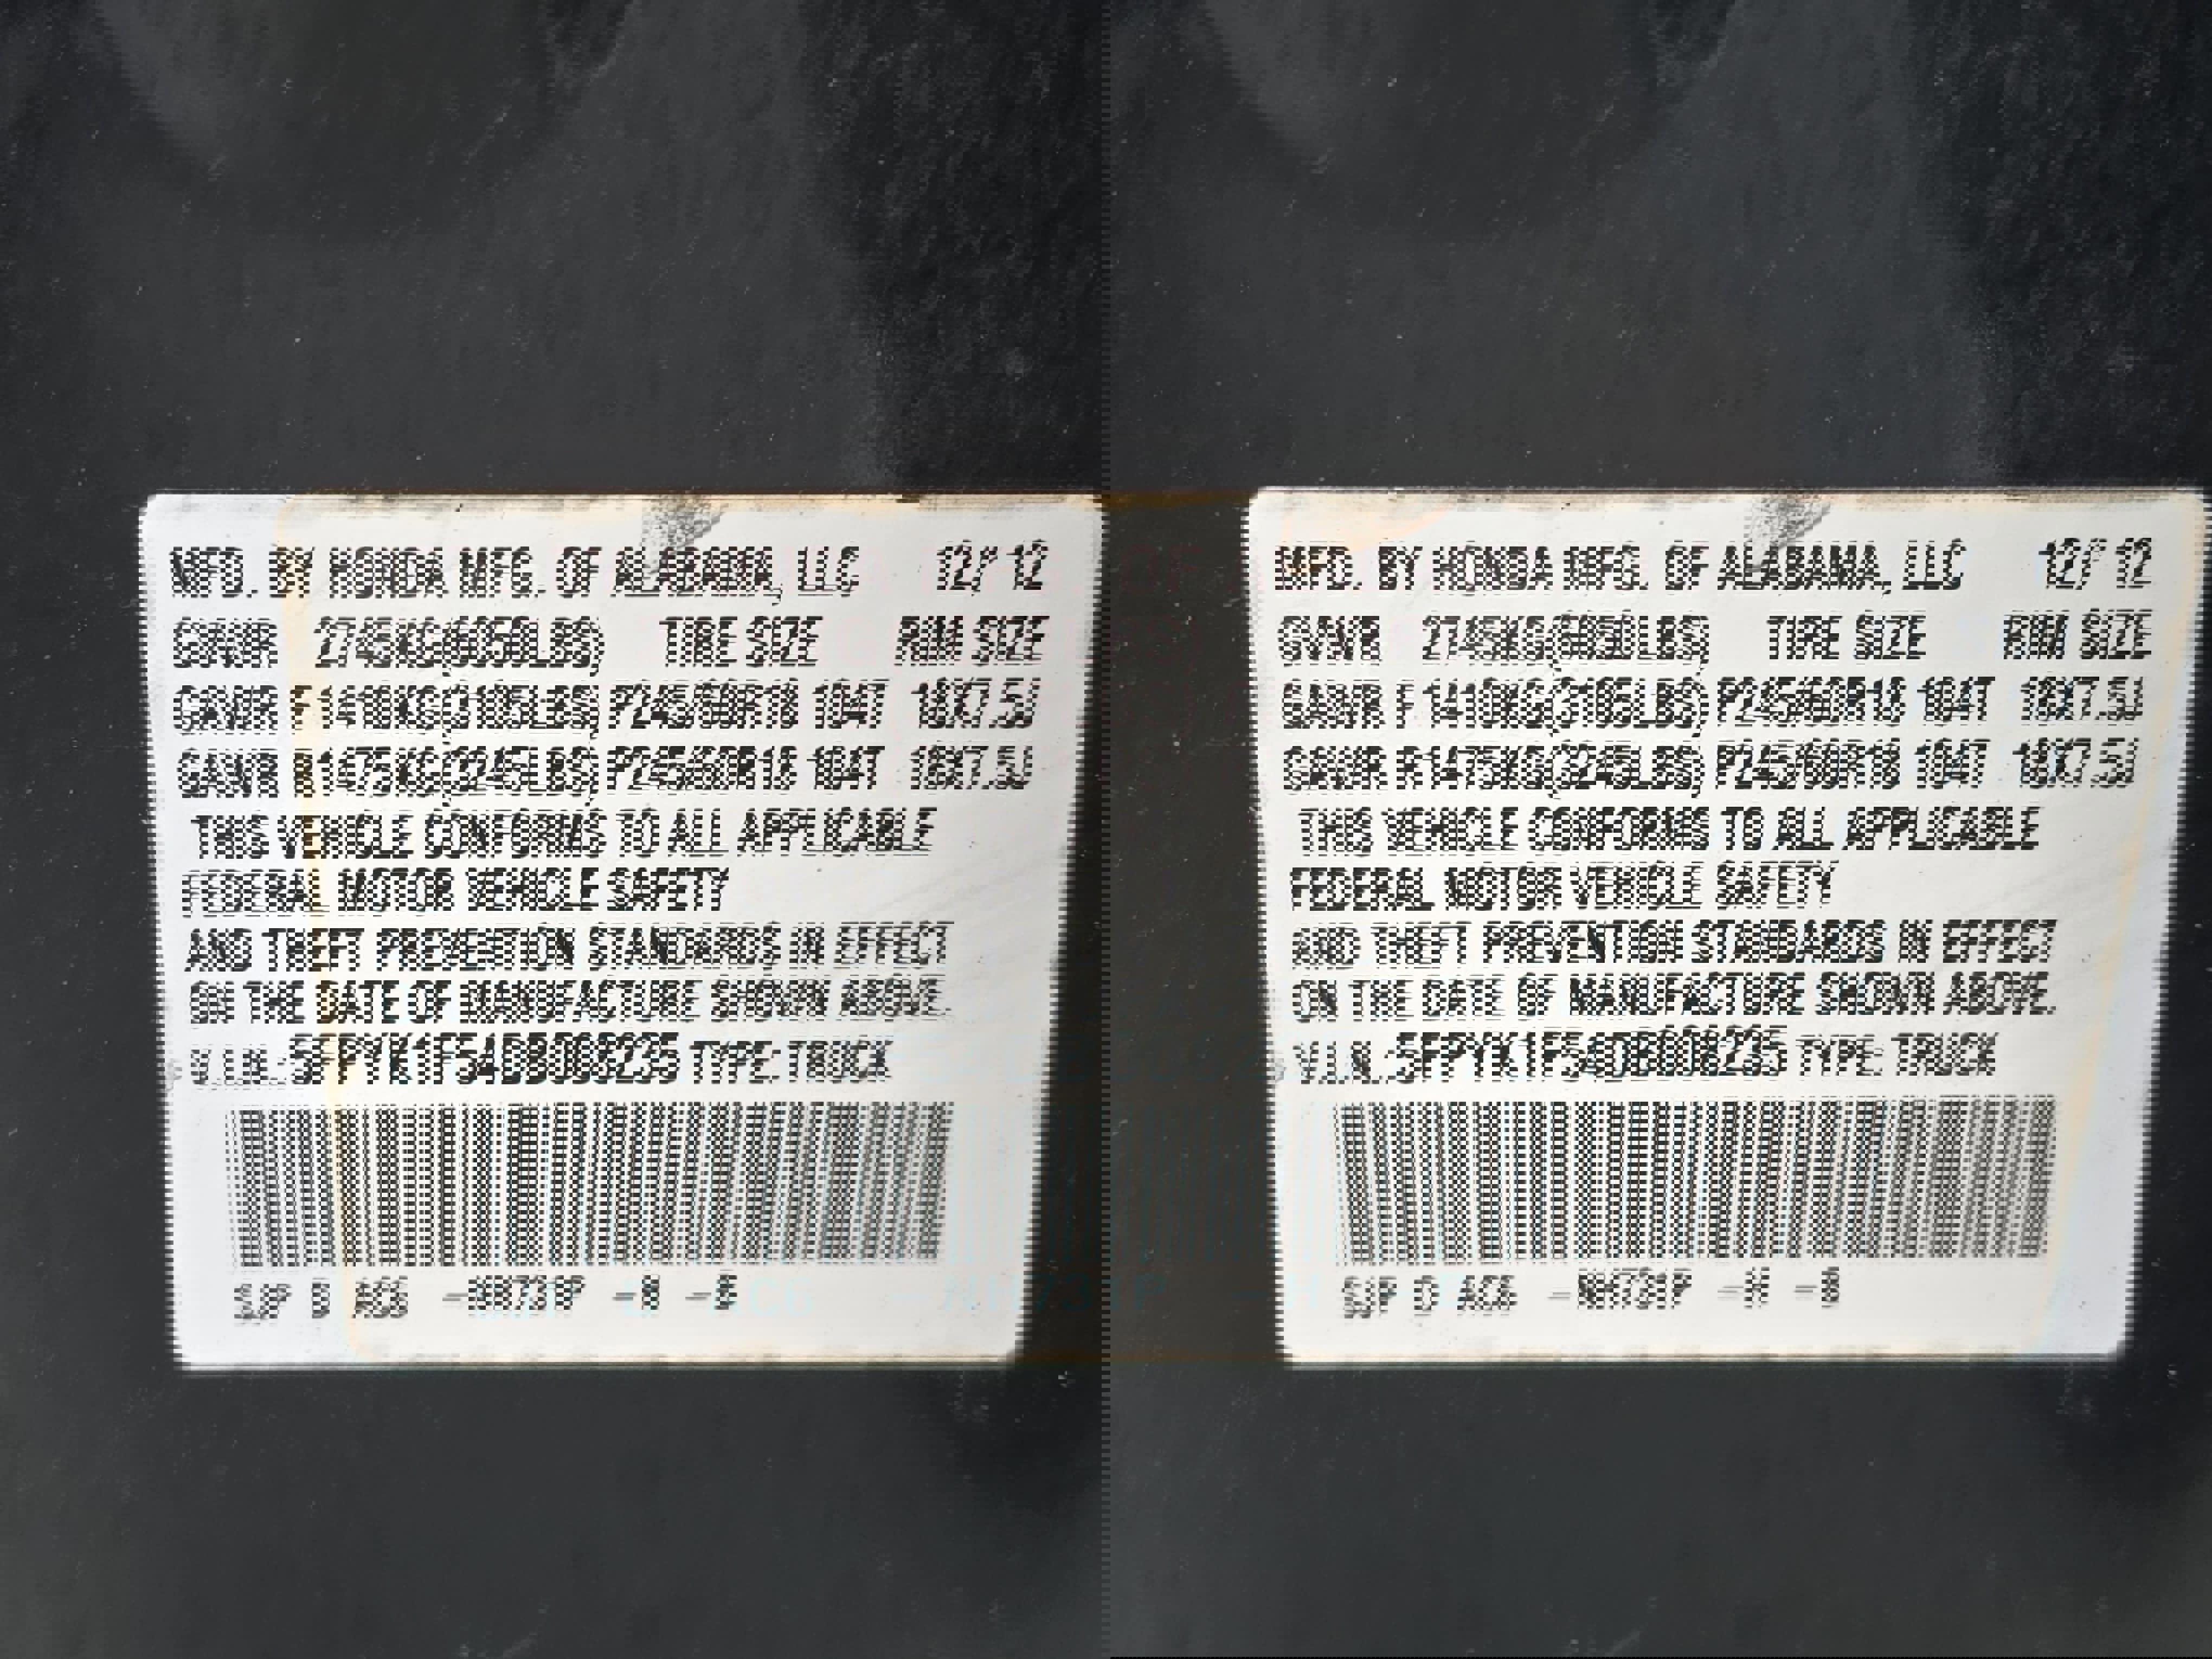 MFD. BY HONDA MFG. OF ALABAMA, LLC 12/ 12
GVWR 2745KG(6050LBS) TIRE SIZE RIM SIZE
GAWR F 1410KG(3105LBS) P245/60R18 104T 18X7.5J
GAWR R 1475KG(3245LBS) P245/60R18 104T 18X7.5J
THIS VEHICLE CONFORMS TO ALL APPLICABLE
FEDERAL MOTOR VEHICLE SAFETY
AND THEFT PREVENTION STANDARDS IN EFFECT
ON THE DATE OF MANUFACTURE SHOWN ABOVE.
V.I.N.:5FPYK1F54DB008235 TYPE: TRUCK
SJP D AC6 -NH731P -H -B
MFD. BY HONDA MFG. OF ALABAMA, LLC 12/ 12
GVWR 2745KG(6050LBS) TIRE SIZE RIM SIZE
GAWR F 1410KG(3105LBS) P245/60R18 104T 18X7.5J
GAWR R 1475KG(3245LBS) P245/60R18 104T 18X7.5J
THIS VEHICLE CONFORMS TO ALL APPLICABLE
FEDERAL MOTOR VEHICLE SAFETY
AND THEFT PREVENTION STANDARDS IN EFFECT
ON THE DATE OF MANUFACTURE SHOWN ABOVE.
V.I.N.:5FPYK1F54DB008235 TYPE: TRUCK
SJP D AC6 -NH731P -H -B